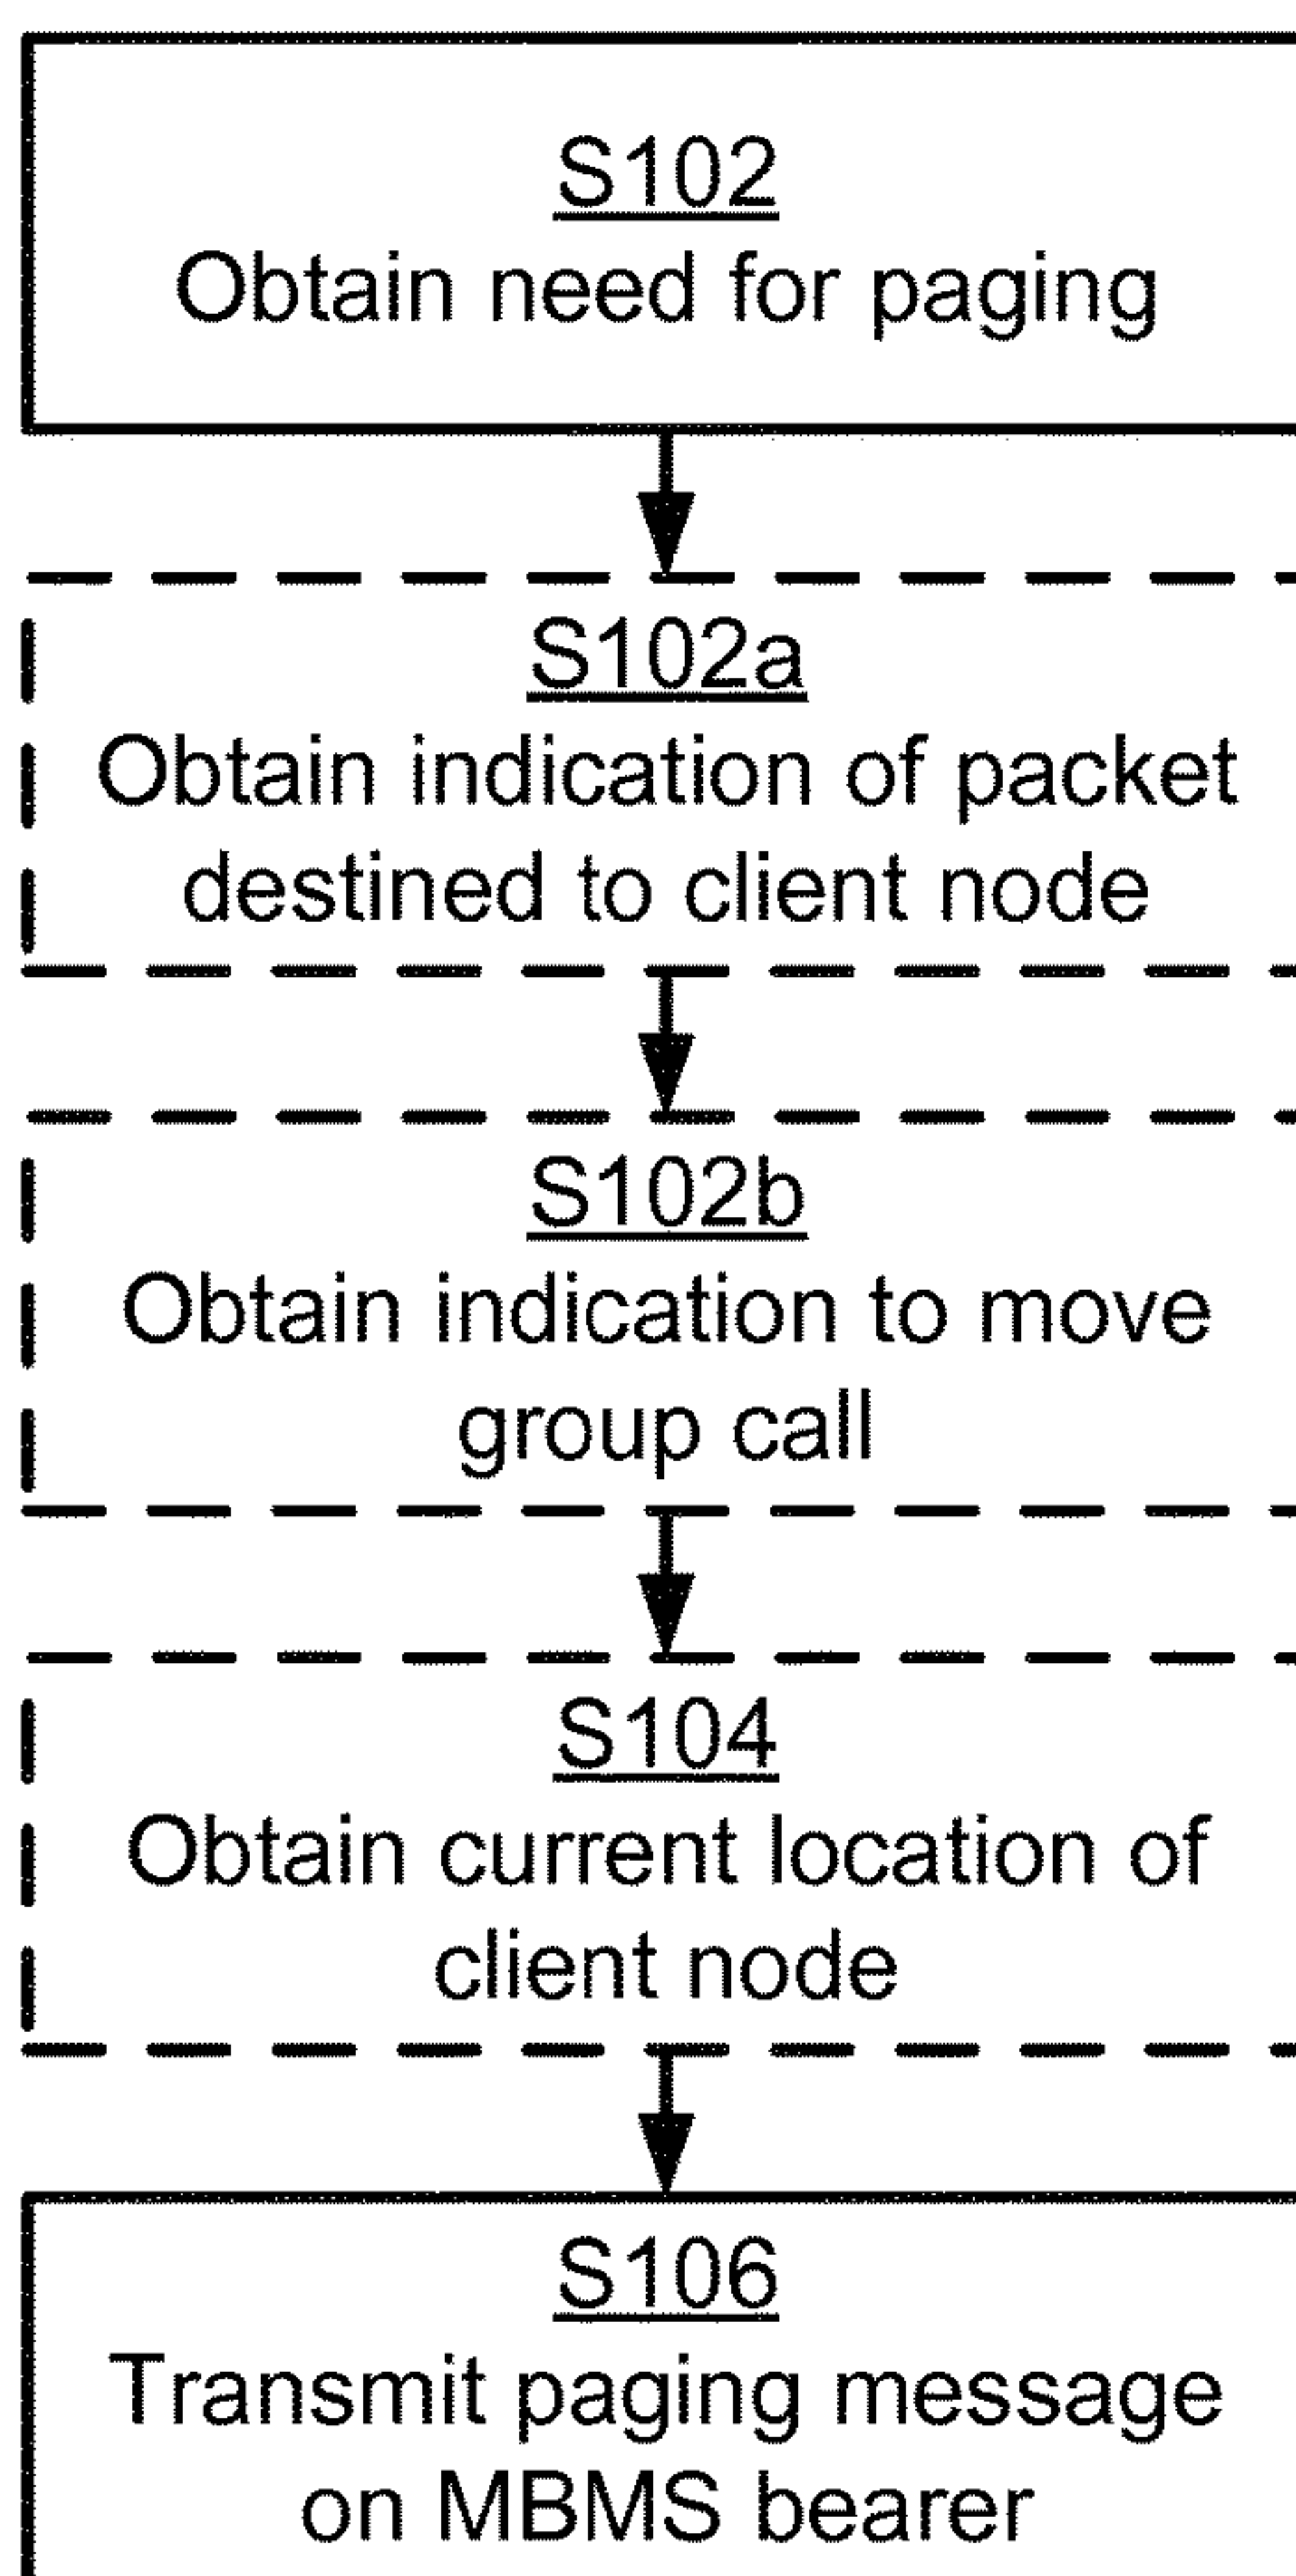 S102
Obtain need for paging
S102a
Obtain indication of packet
destined to client node
S102b
Obtain indication to move
group call
S104
Obtain current location of
client node
S106
Transmit paging message
on MBMS bearer